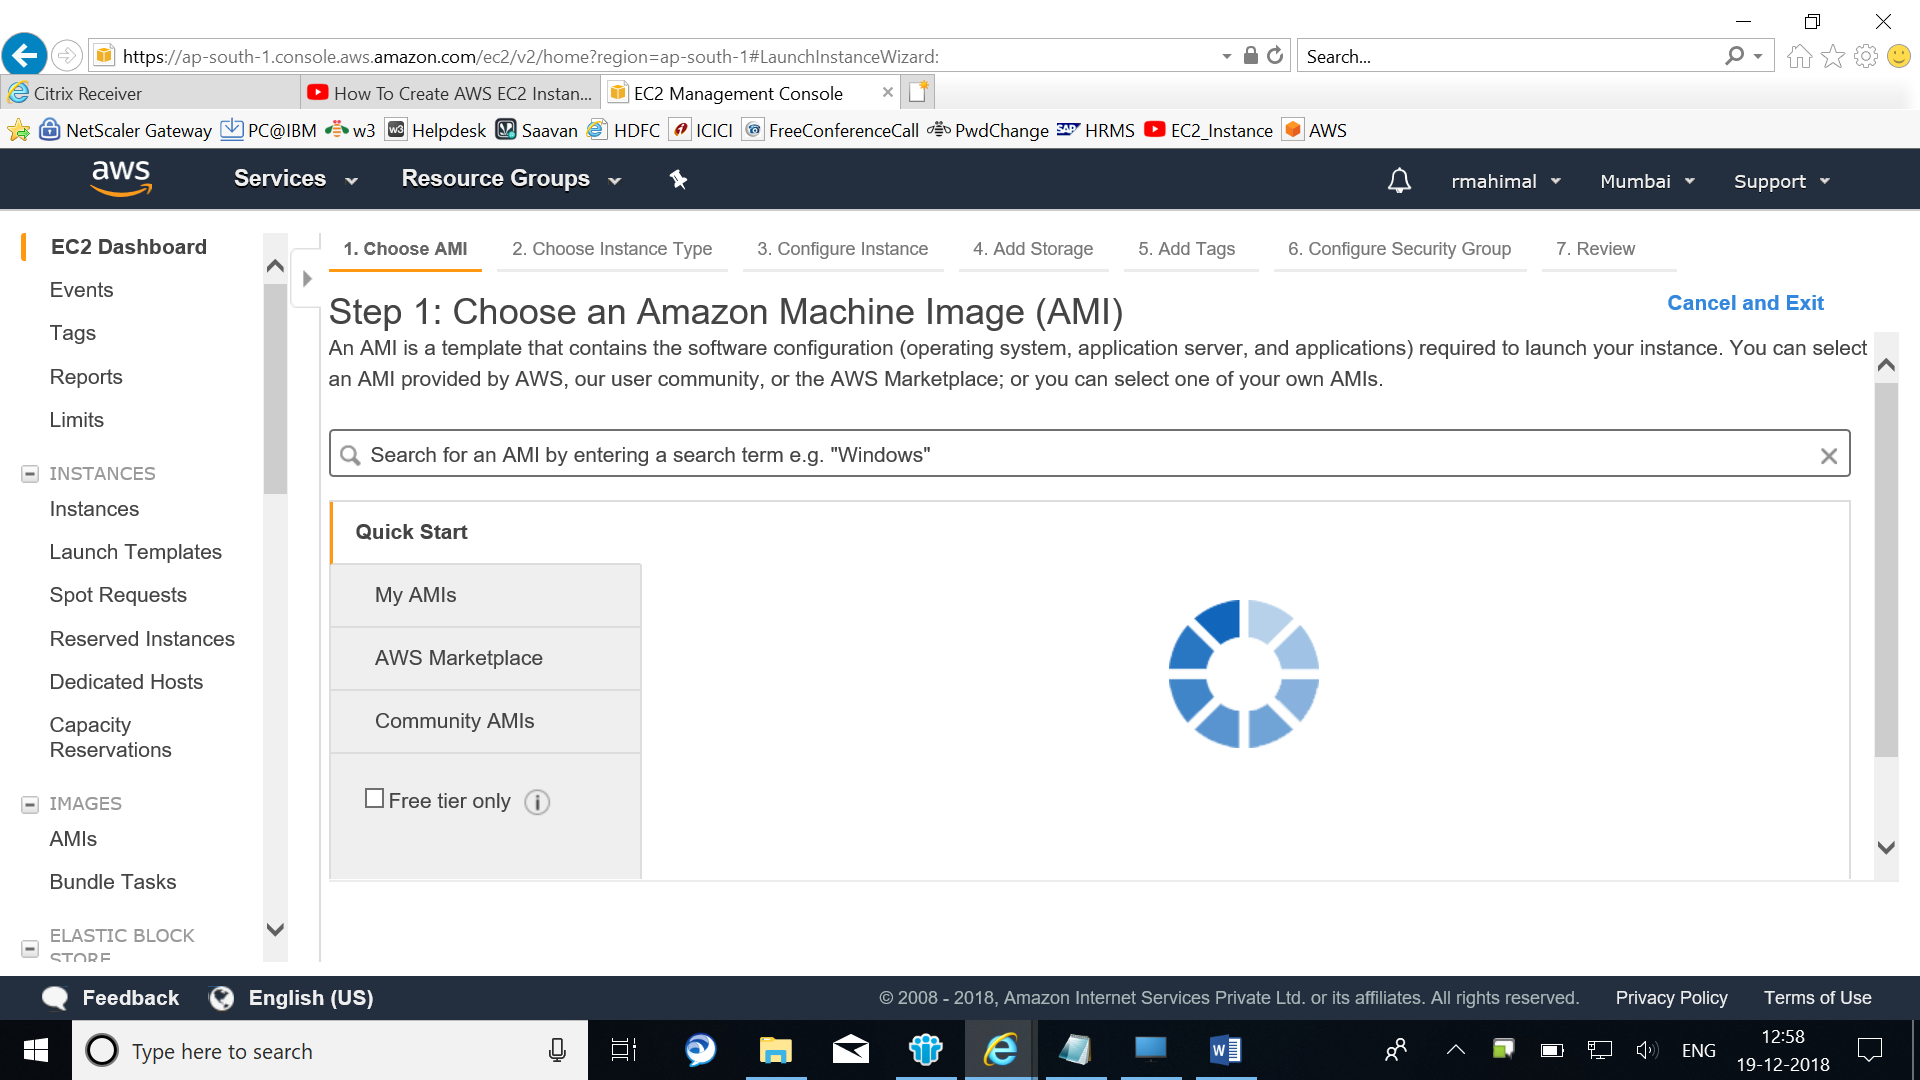 https://ap-south-1.console.aws.amazon.com/ec2/v2/home?region=ap-south-1#LaunchInstanceWizard:
Search...
Citrix Receiver
How To Create AWS EC2 Instan...
EC2 Management Console
NetScaler Gateway
PC@IBM
w3
w3 Helpdesk
Saavan
HDFC
ICICI
FreeConferenceCall
PwdChange
SAP HRMS
EC2_Instance
AWS
aws
Services
Resource Groups
rmahimal
Mumbai
Support
EC2 Dashboard
Events
Tags
Reports
Limits
INSTANCES
Instances
Launch Templates
Spot Requests
Reserved Instances
Dedicated Hosts
Capacity
Reservations
IMAGES
AMIs
Bundle Tasks
ELASTIC BLOCK
STORE
1. Choose AMI
2. Choose Instance Type
3. Configure Instance
4. Add Storage
5. Add Tags
6. Configure Security Group
7. Review
Step 1: Choose an Amazon Machine Image (AMI)
Cancel and Exit
An AMI is a template that contains the software configuration (operating system, application server, and applications) required to launch your instance. You can select
an AMI provided by AWS, our user community, or the AWS Marketplace; or you can select one of your own AMIs.
Search for an AMI by entering a search term e.g. "Windows"
Quick Start
My AMIs
AWS Marketplace
Community AMIs
Free tier only
Feedback
English (US)
© 2008 - 2018, Amazon Internet Services Private Ltd. or its affiliates. All rights reserved.
Privacy Policy
Terms of Use
Type here to search
ENG
12:58
19-12-2018